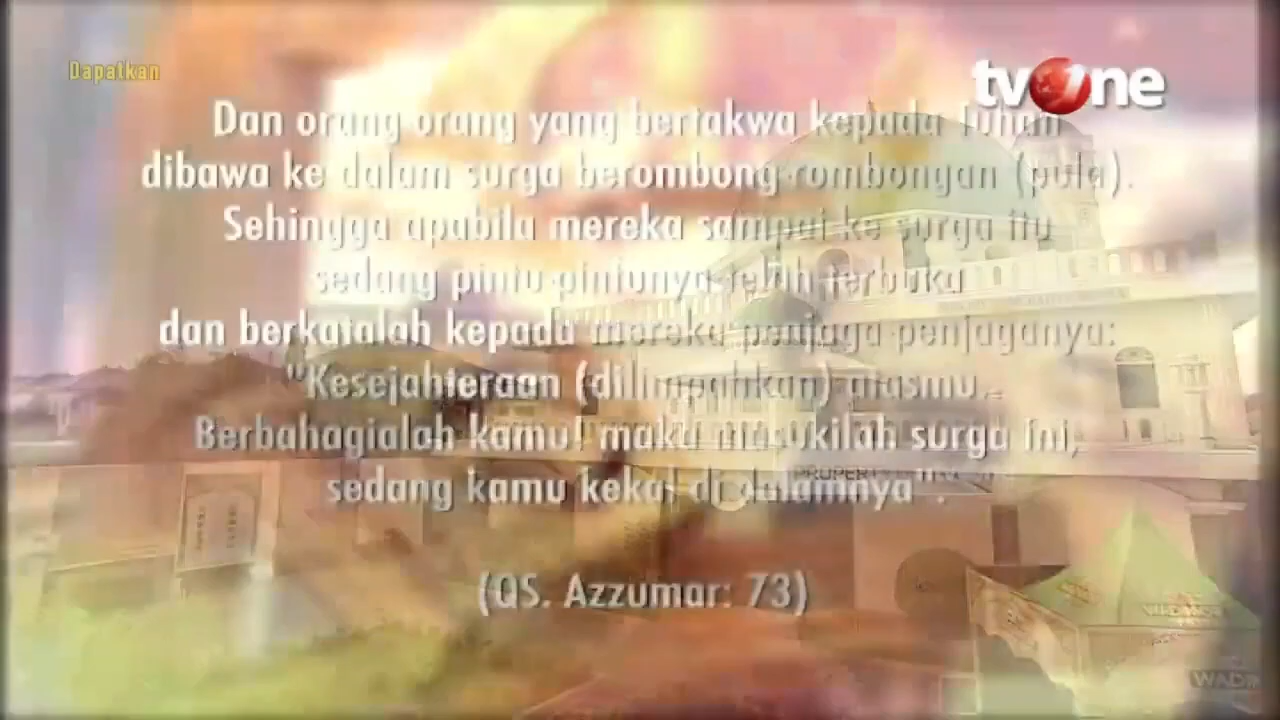 Dapatkan
tvOne
Dan orang-orang yang bertakwa kepada Tuhan
dibawa ke dalam surga berombong-rombongan (pula).
Sehingga apabila mereka sampai ke surga itu
sedang pintu-pintunya telah terbuka
dan berkatalah kepada mereka penjaga-penjaganya:
"Kesejahteraan (dilimpahkan) atasmu.
Berbahagialah kamu! maka masukilah surga ini,
sedang kamu kekal di dalamnya".
(QS. Azzumar: 73)